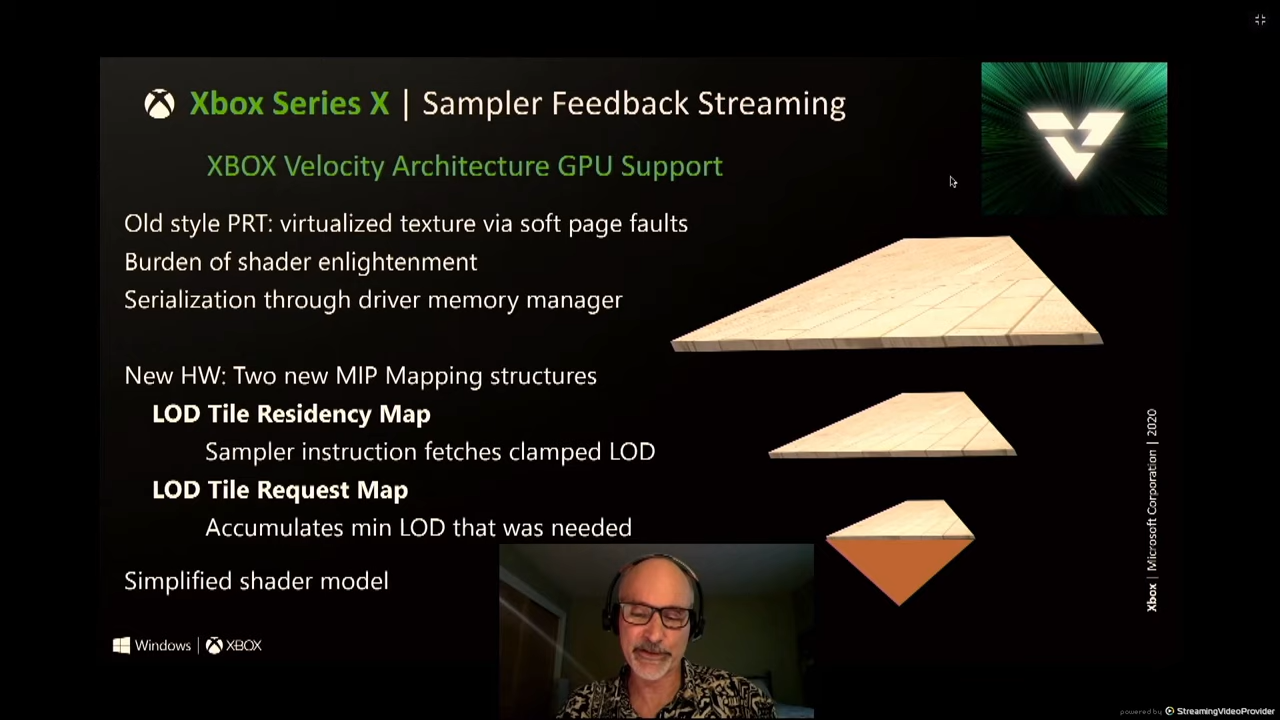 Xbox Series X | Sampler Feedback Streaming
XBOX Velocity Architecture GPU Support
Old style PRT: virtualized texture via soft page faults
Burden of shader enlightenment
Serialization through driver memory manager
New HW: Two new MIP Mapping structures
LOD Tile Residency Map
Sampler instruction fetches clamped LOD
LOD Tile Request Map
Accumulates min LOD that was needed
Simplified shader model
Windows | XBOX
Xbox | Microsoft Corporation | 2020
powered by StreamingVideoProvider